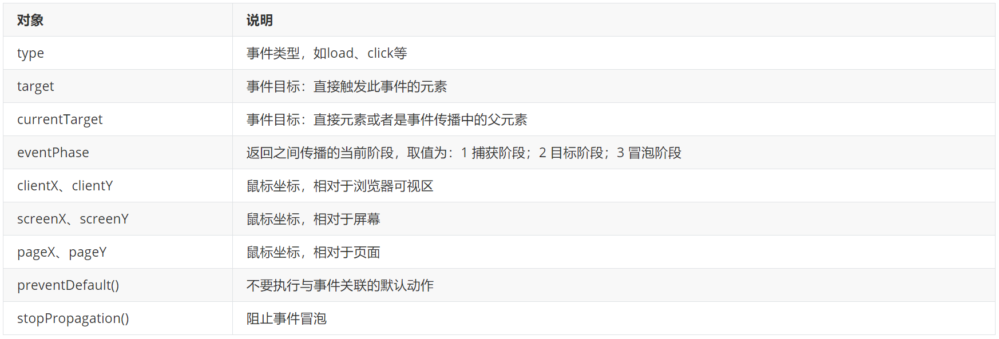 对象 说明
type 事件类型，如load、click等
target 事件目标：直接触发此事件的元素
currentTarget 事件目标：直接元素或者是事件传播中的父元素
eventPhase 返回之间传播的当前阶段，取值为：1 捕获阶段；2 目标阶段；3 冒泡阶段
clientX、clientY 鼠标坐标，相对于浏览器可视区
screenX、screenY 鼠标坐标，相对于屏幕
pageX、pageY 鼠标坐标，相对于页面
preventDefault() 不要执行与事件关联的默认动作
stopPropagation() 阻止事件冒泡